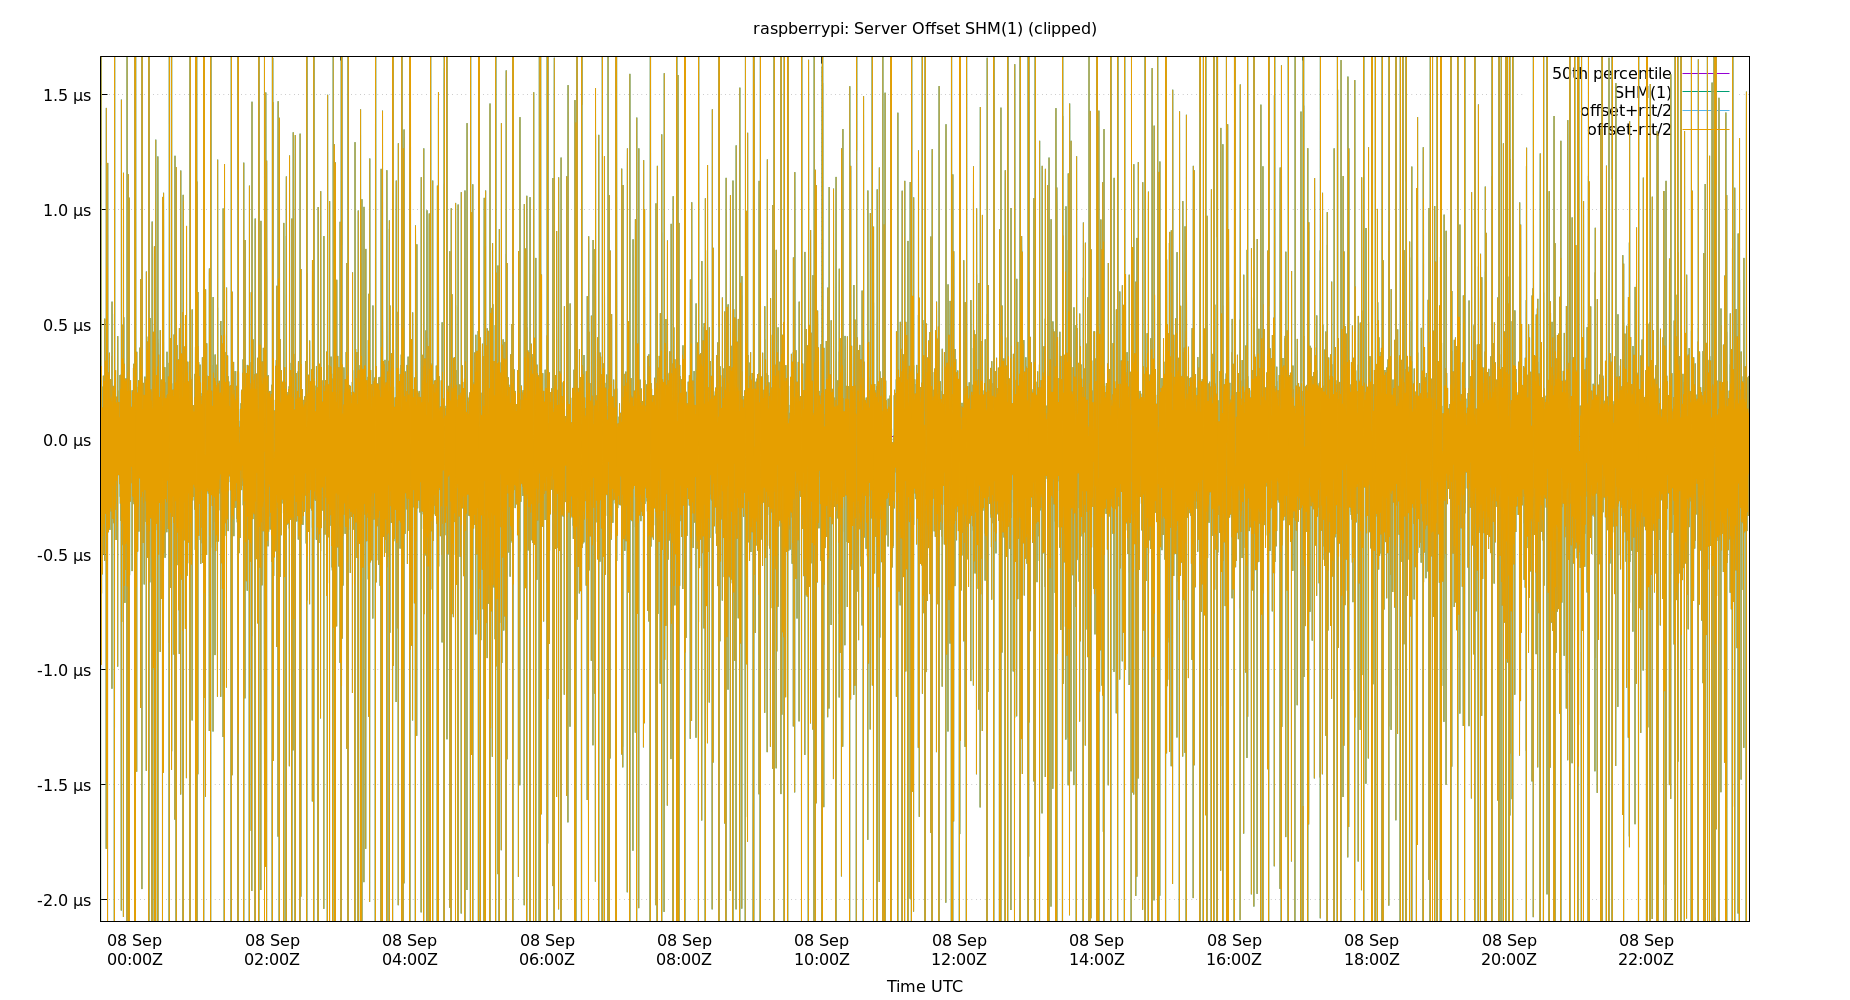 raspberrypi: Server Offset SHM(1) (clipped)
50th percentile
SHM(1)
offset+rtt/2
offset-rtt/2
1.5 µs
1.0 µs
0.5 µs
0.0 µs
-0.5 µs
-1.0 µs
-1.5 µs
-2.0 µs
08 Sep 08 Sep 08 Sep 08 Sep 08 Sep 08 Sep 08 Sep 08 Sep 08 Sep 08 Sep 08 Sep 08 Sep
00:00Z 02:00Z 04:00Z 06:00Z 08:00Z 10:00Z 12:00Z 14:00Z 16:00Z 18:00Z 20:00Z 22:00Z
Time UTC